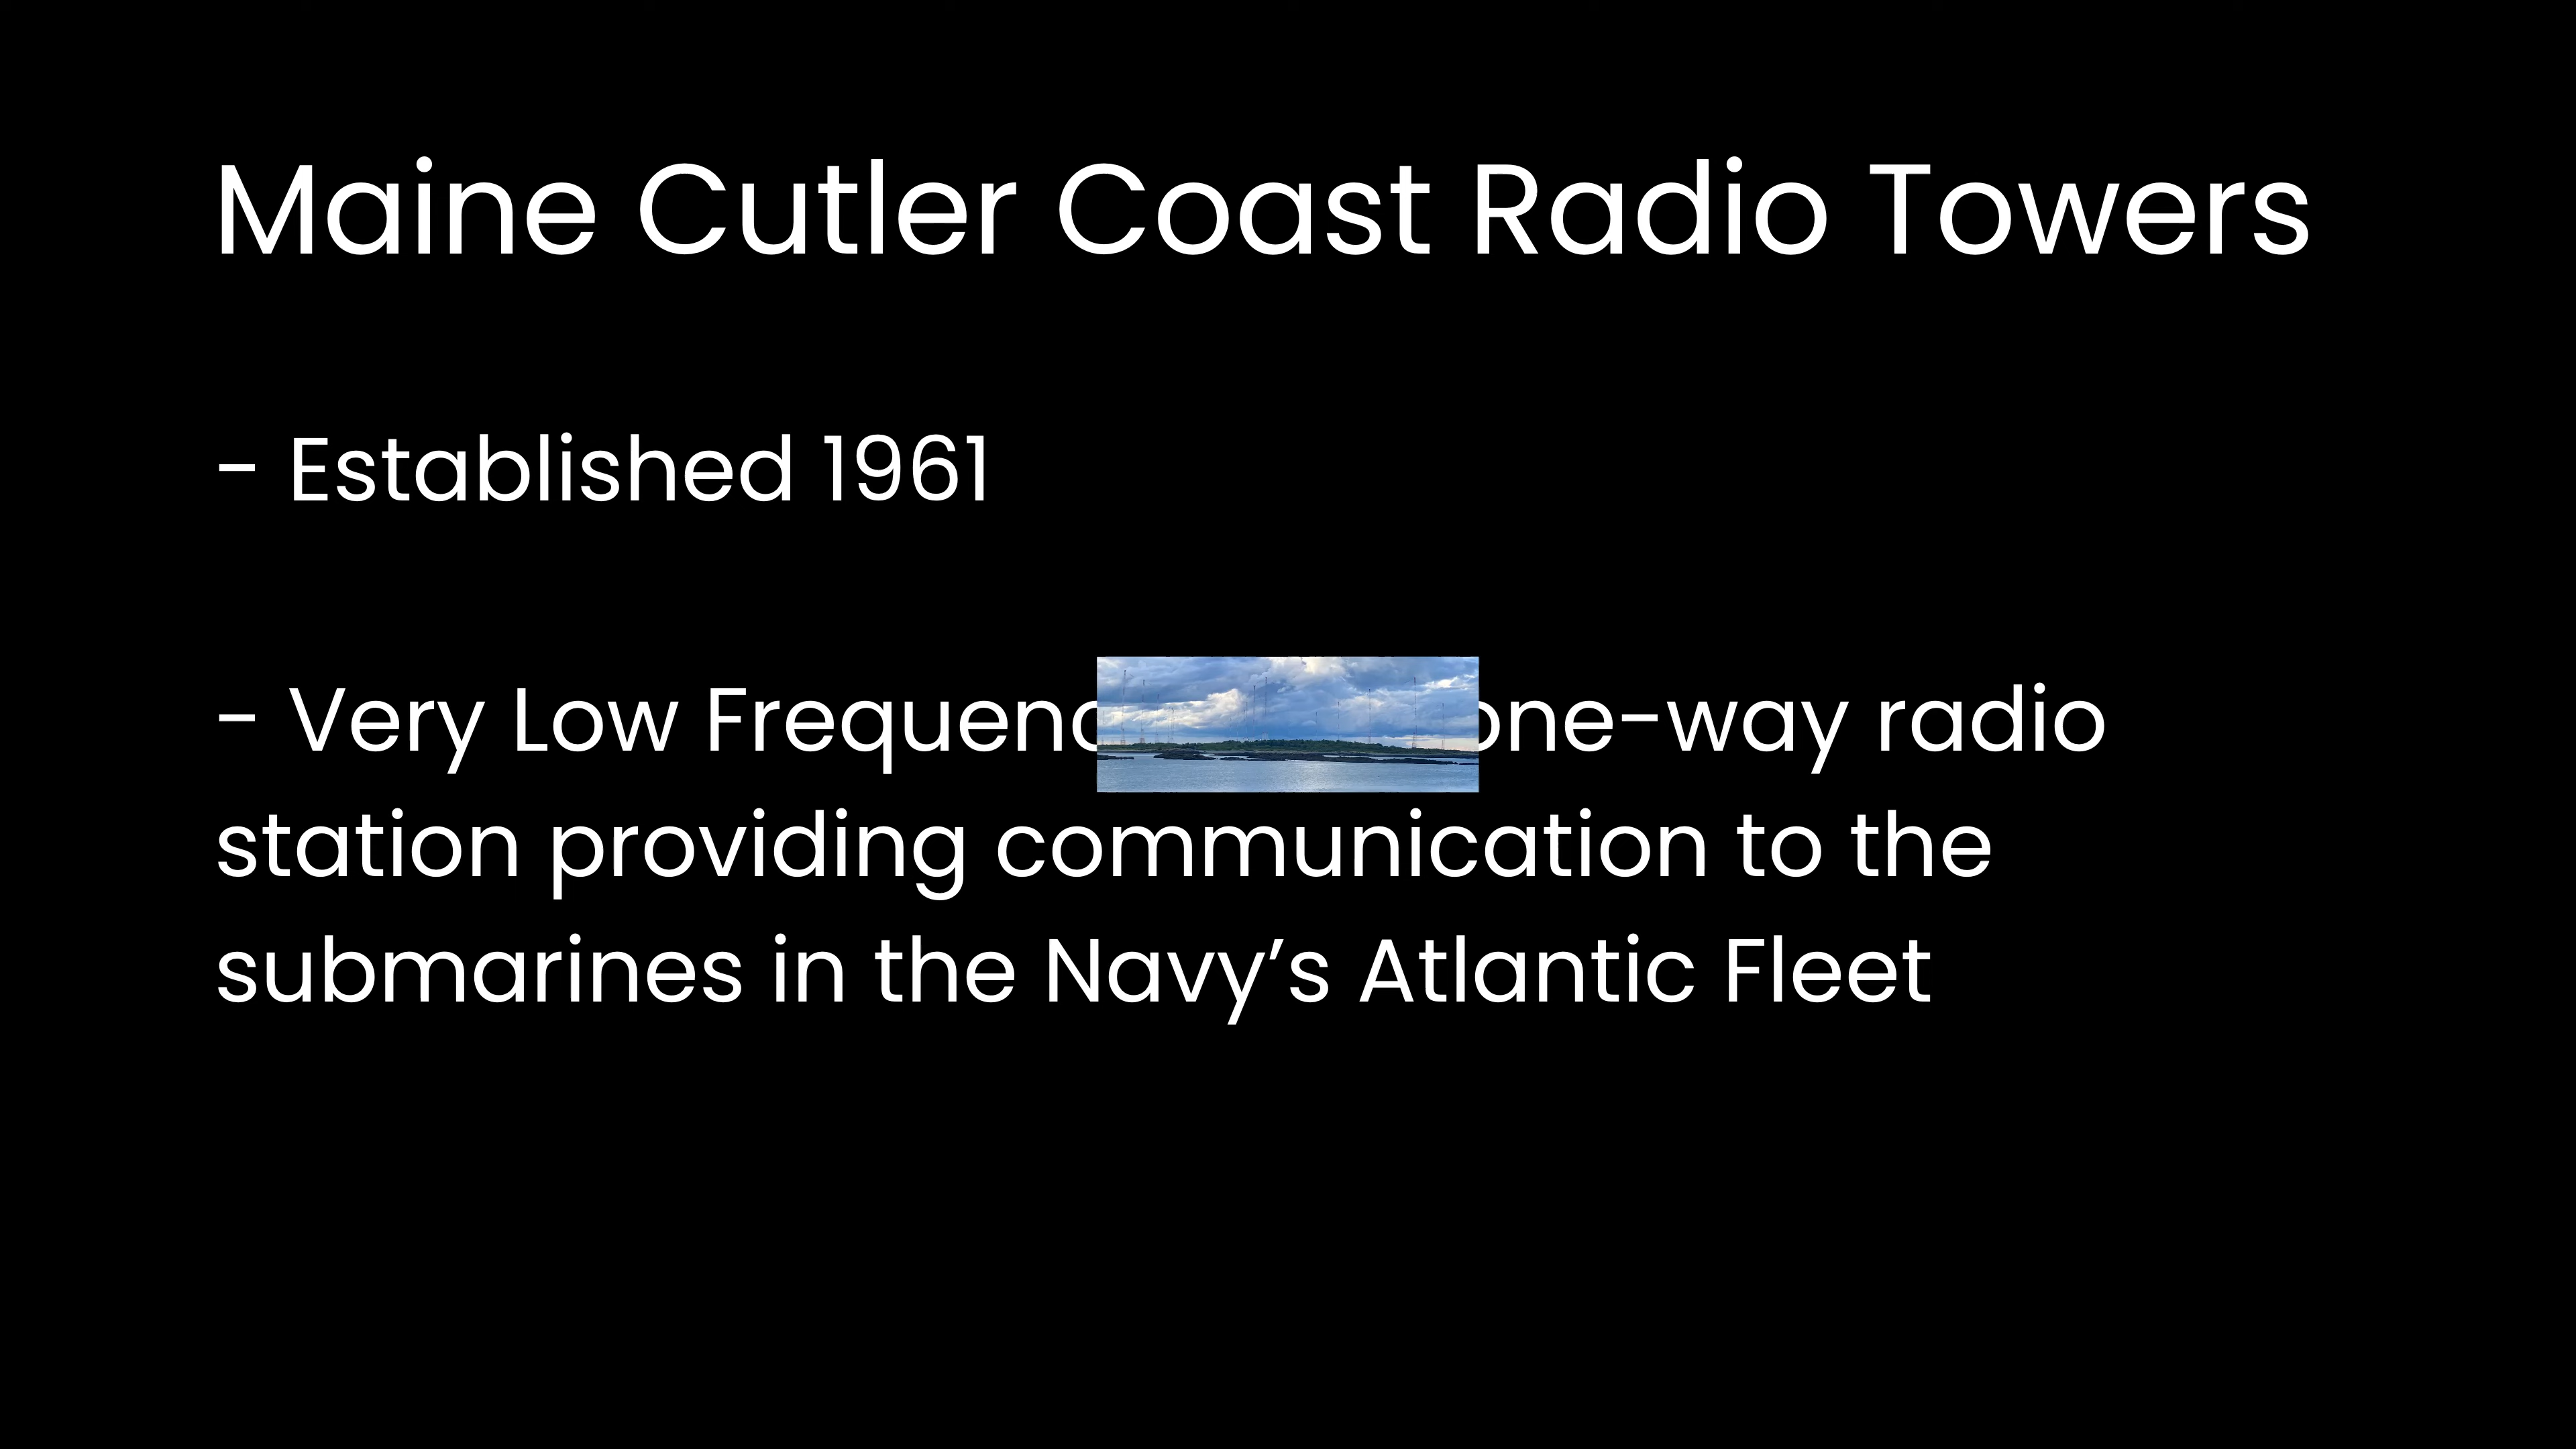 Maine Cutler Coast Radio Towers
- Established 1961
- Very Low one-way radio
station providing communication to the
submarines in the Navy’s Atlantic Fleet